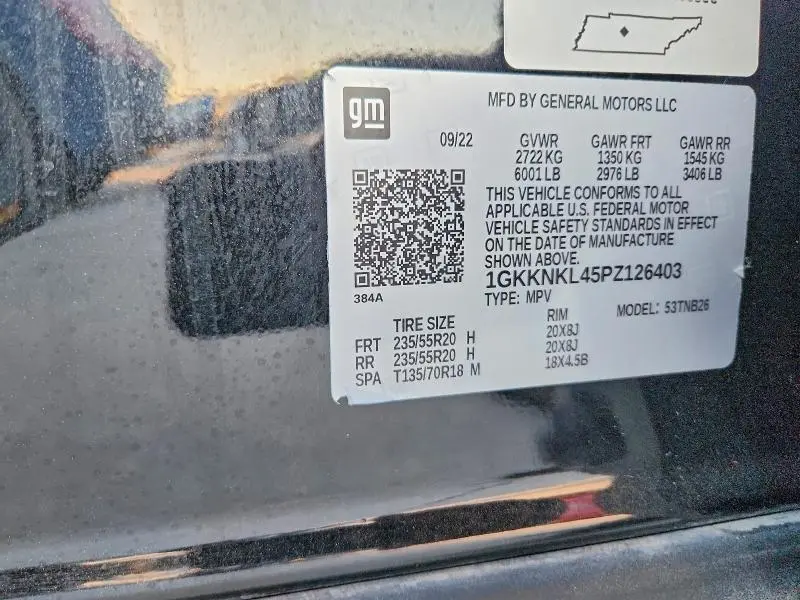 gm
MFD BY GENERAL MOTORS LLC
09/22 GVWR GAWR FRT GAWR RR
2722 KG 1350 KG 1545 KG
6001 LB 2976 LB 3406 LB
THIS VEHICLE CONFORMS TO ALL
APPLICABLE U.S. FEDERAL MOTOR
VEHICLE SAFETY STANDARDS IN EFFECT
ON THE DATE OF MANUFACTURE
SHOWN ABOVE.
1GKKNKL45PZ126403
TYPE: MPV
384A
MODEL: 53TNB26
TIRE SIZE RIM
FRT 235/55R20 H 20X8J
RR 235/55R20 H 20X8J
SPA T135/70R18 M 18X4.5B